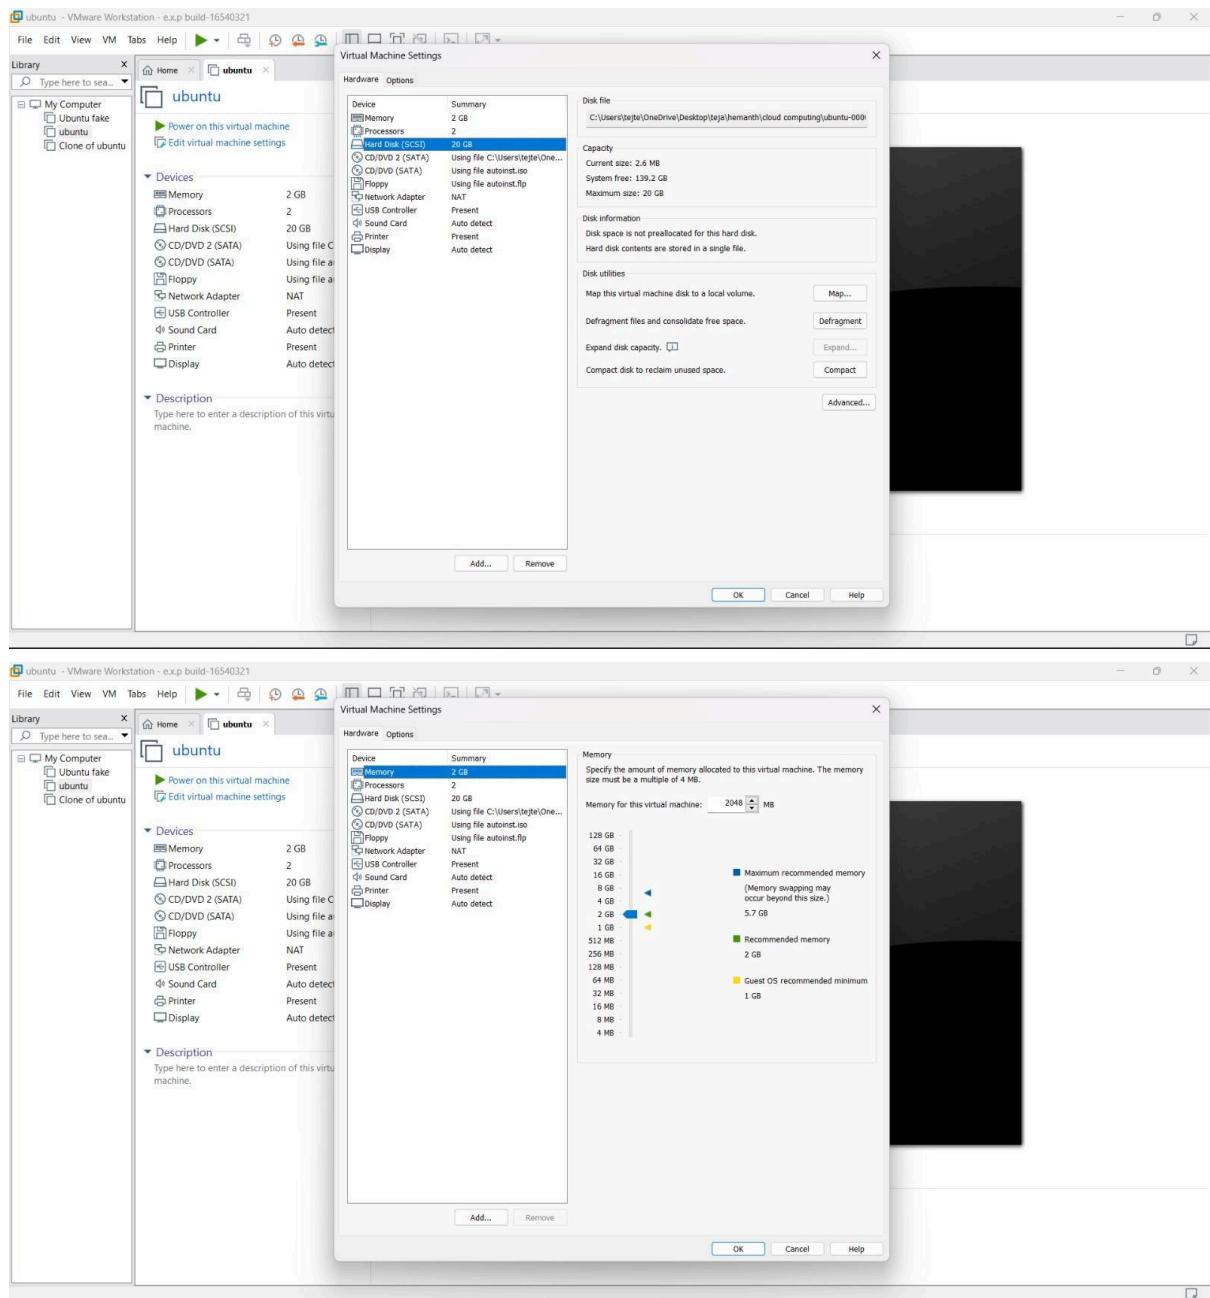 ubuntu - VMware Workstation - e.x.p build-16540321
File Edit View VM Tabs Help
Library X
Type here to sea...
My Computer
Ubuntu fake
ubuntu
Clone of ubuntu
Home ubuntu
ubuntu
Power on this virtual machine
Edit virtual machine settings
Devices
Memory 2 GB
Processors 2
Hard Disk (SCSI) 20 GB
CD/DVD 2 (SATA) Using file C
CD/DVD (SATA) Using file a
Floppy Using file a
Network Adapter NAT
USB Controller Present
Sound Card Auto detect
Printer Present
Display Auto detect
Description
Type here to enter a description of this virtu
machine.
Virtual Machine Settings
Hardware Options
Device Summary
Memory 2 GB
Processors 2
Hard Disk (SCSI) 20 GB
CD/DVD 2 (SATA) Using file C:\Users\tejte\One...
CD/DVD (SATA) Using file autoinst.iso
Floppy Using file autoinst.flp
Network Adapter NAT
USB Controller Present
Sound Card Auto detect
Printer Present
Display Auto detect
Add... Remove
Disk file
C:\Users\tejte\OneDrive\Desktop\teja\hemanth\cloud computing\ubuntu-000
Capacity
Current size: 2.6 MB
System free: 139.2 GB
Maximum size: 20 GB
Disk information
Disk space is not preallocated for this hard disk.
Hard disk contents are stored in a single file.
Disk utilities
Map this virtual machine disk to a local volume. Map...
Defragment files and consolidate free space. Defragment
Expand disk capacity. Expand...
Compact disk to reclaim unused space. Compact
Advanced...
OK Cancel Help
ubuntu - VMware Workstation - e.x.p build-16540321
File Edit View VM Tabs Help
Library X
Type here to sea...
My Computer
Ubuntu fake
ubuntu
Clone of ubuntu
Home ubuntu
ubuntu
Power on this virtual machine
Edit virtual machine settings
Devices
Memory 2 GB
Processors 2
Hard Disk (SCSI) 20 GB
CD/DVD 2 (SATA) Using file C
CD/DVD (SATA) Using file a
Floppy Using file a
Network Adapter NAT
USB Controller Present
Sound Card Auto detect
Printer Present
Display Auto detect
Description
Type here to enter a description of this virtu
machine.
Virtual Machine Settings
Hardware Options
Device Summary
Memory 2 GB
Processors 2
Hard Disk (SCSI) 20 GB
CD/DVD 2 (SATA) Using file C:\Users\tejte\One...
CD/DVD (SATA) Using file autoinst.iso
Floppy Using file autoinst.flp
Network Adapter NAT
USB Controller Present
Sound Card Auto detect
Printer Present
Display Auto detect
Add... Remove
Memory
Specify the amount of memory allocated to this virtual machine. The memory
size must be a multiple of 4 MB.
Memory for this virtual machine: 2048 MB
128 GB
64 GB
32 GB
16 GB
8 GB
4 GB
2 GB
1 GB
512 MB
256 MB
128 MB
64 MB
32 MB
16 MB
8 MB
4 MB
Maximum recommended memory
(Memory swapping may
occur beyond this size.)
5.7 GB
Recommended memory
2 GB
Guest OS recommended minimum
1 GB
OK Cancel Help